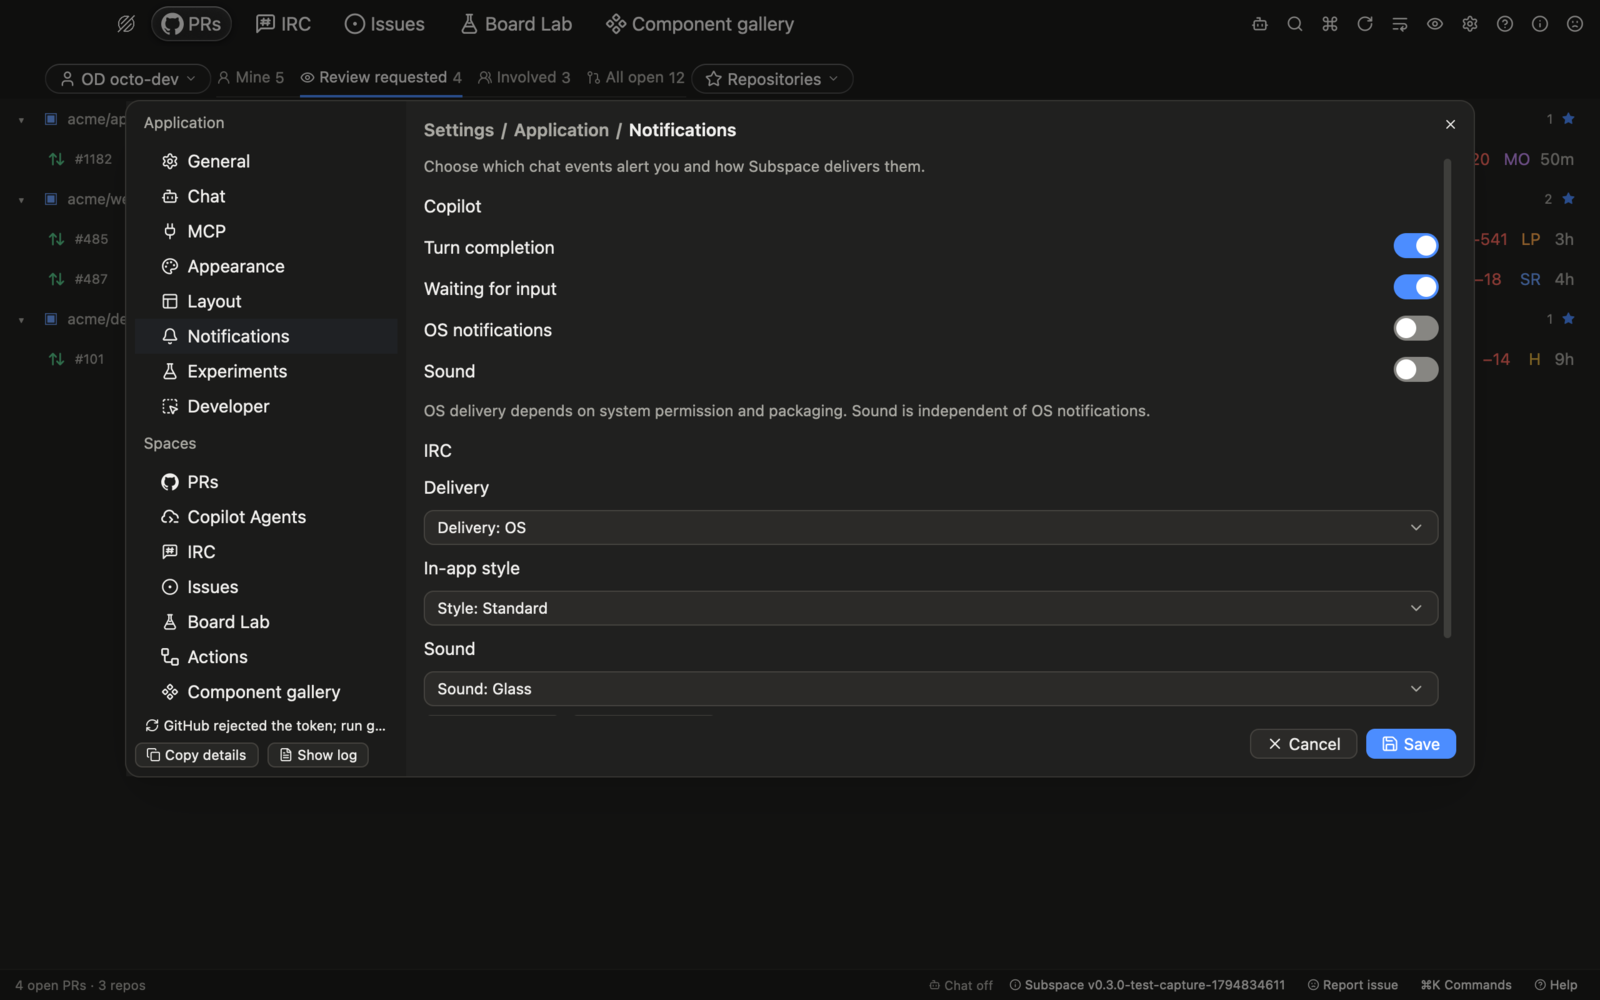 PRs
IRC
Issues
Board Lab
Component gallery
OD octo-dev
Mine 5
Review requested 4
Involved 3
All open 12
Repositories
acme/ap
1
#1182
20 MO 50m
acme/we
2
#485
-541 LP 3h
#487
−18 SR 4h
acme/de
1
#101
−14 H 9h
Application
General
Chat
MCP
Appearance
Layout
Notifications
Experiments
Developer
Spaces
PRs
Copilot Agents
IRC
Issues
Board Lab
Actions
Component gallery
GitHub rejected the token; run g...
Copy details
Show log
Settings / Application / Notifications
Choose which chat events alert you and how Subspace delivers them.
Copilot
Turn completion
Waiting for input
OS notifications
Sound
OS delivery depends on system permission and packaging. Sound is independent of OS notifications.
IRC
Delivery
Delivery: OS
In-app style
Style: Standard
Sound
Sound: Glass
Cancel
Save
4 open PRs · 3 repos
Chat off
Subspace v0.3.0-test-capture-1794834611
Report issue
⌘K Commands
Help